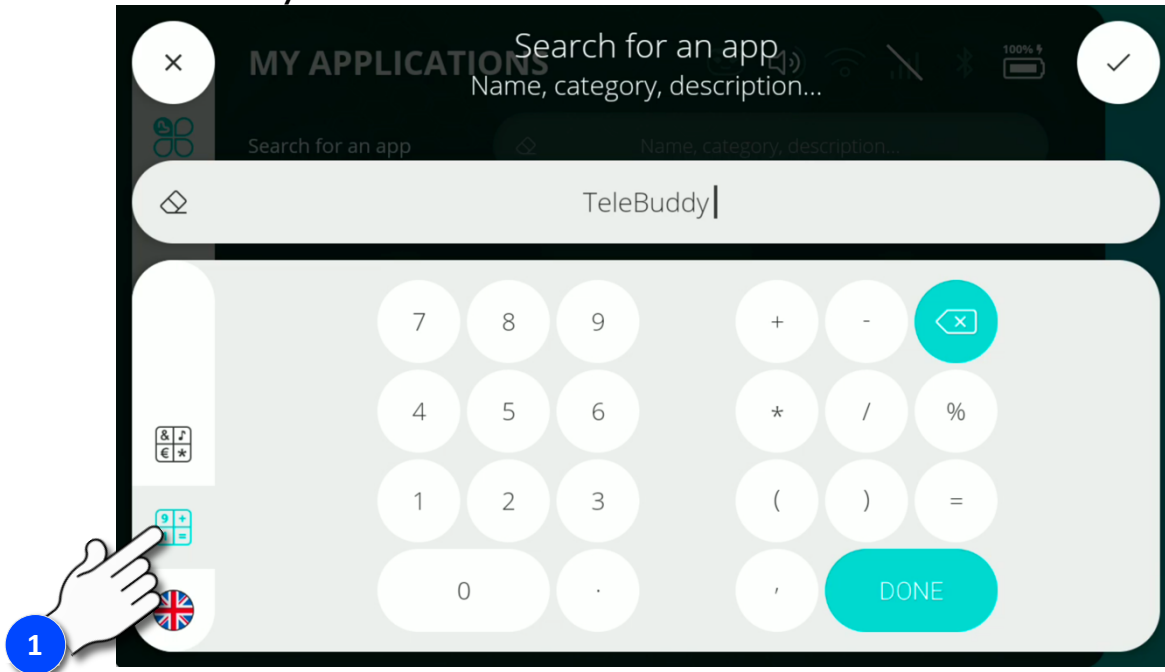 MY APPLICATIONS
Search for an app
Name, category, description...
100%
Search for an app
Name, category, description...
TeleBuddy
7 8 9 + -
4 5 6 * / %
& ♪
€ *
1 2 3 ( ) =
9 +
=
0 . , DONE
1